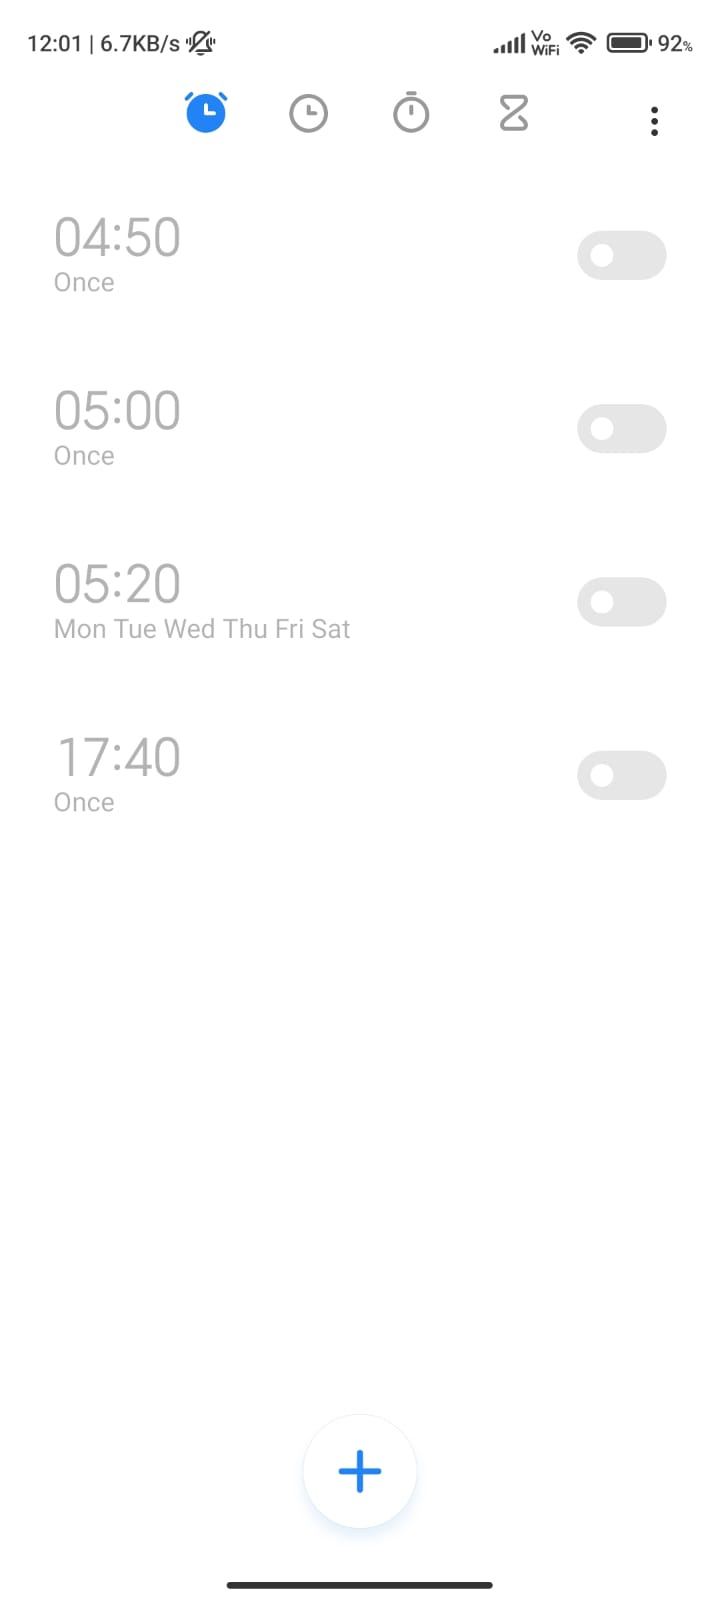 12:01 | 6.7KB/s Vo WiFi 92%
04:50
Once
05:00
Once
05:20
Mon Tue Wed Thu Fri Sat
17:40
Once